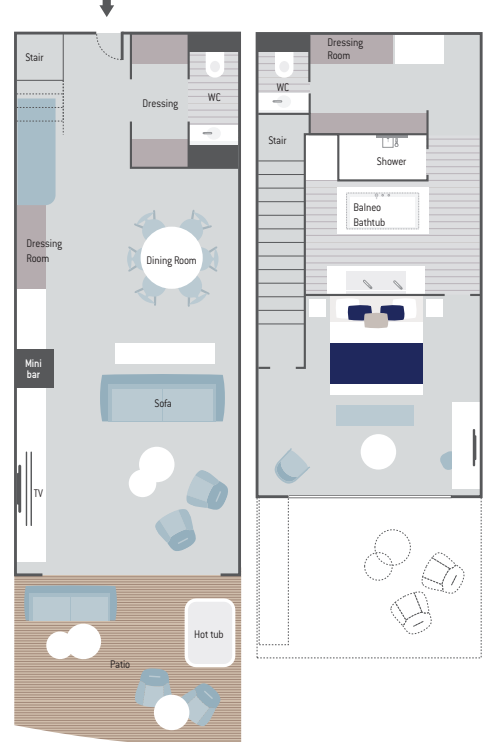 Stair
Dressing
WC
Dressing
Room
Dining Room
Mini
bar
Sofa
TV
Hot tub
Patio
Dressing
Room
WC
Stair
Shower
Balneo
Bathtub